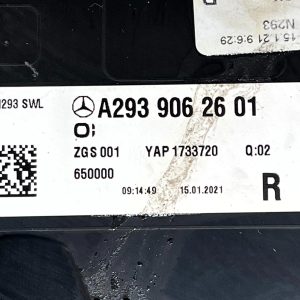 15.1.21 9:6:29
N293
N293 SWL
A293 906 26 01
ZGS 001 YAP 1733720 Q:02
650000
09:14:49 15.01.2021
R